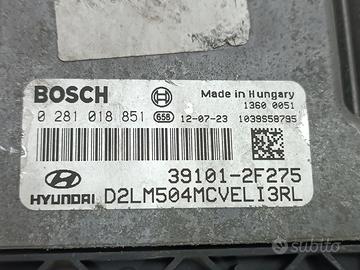 BOSCH
Made in Hungary
1360 0051
0 281 018 851 656 12-07-23 1039S58795
39101-2F275
HYUNDAI D2LM504MCVELI3RL
subito